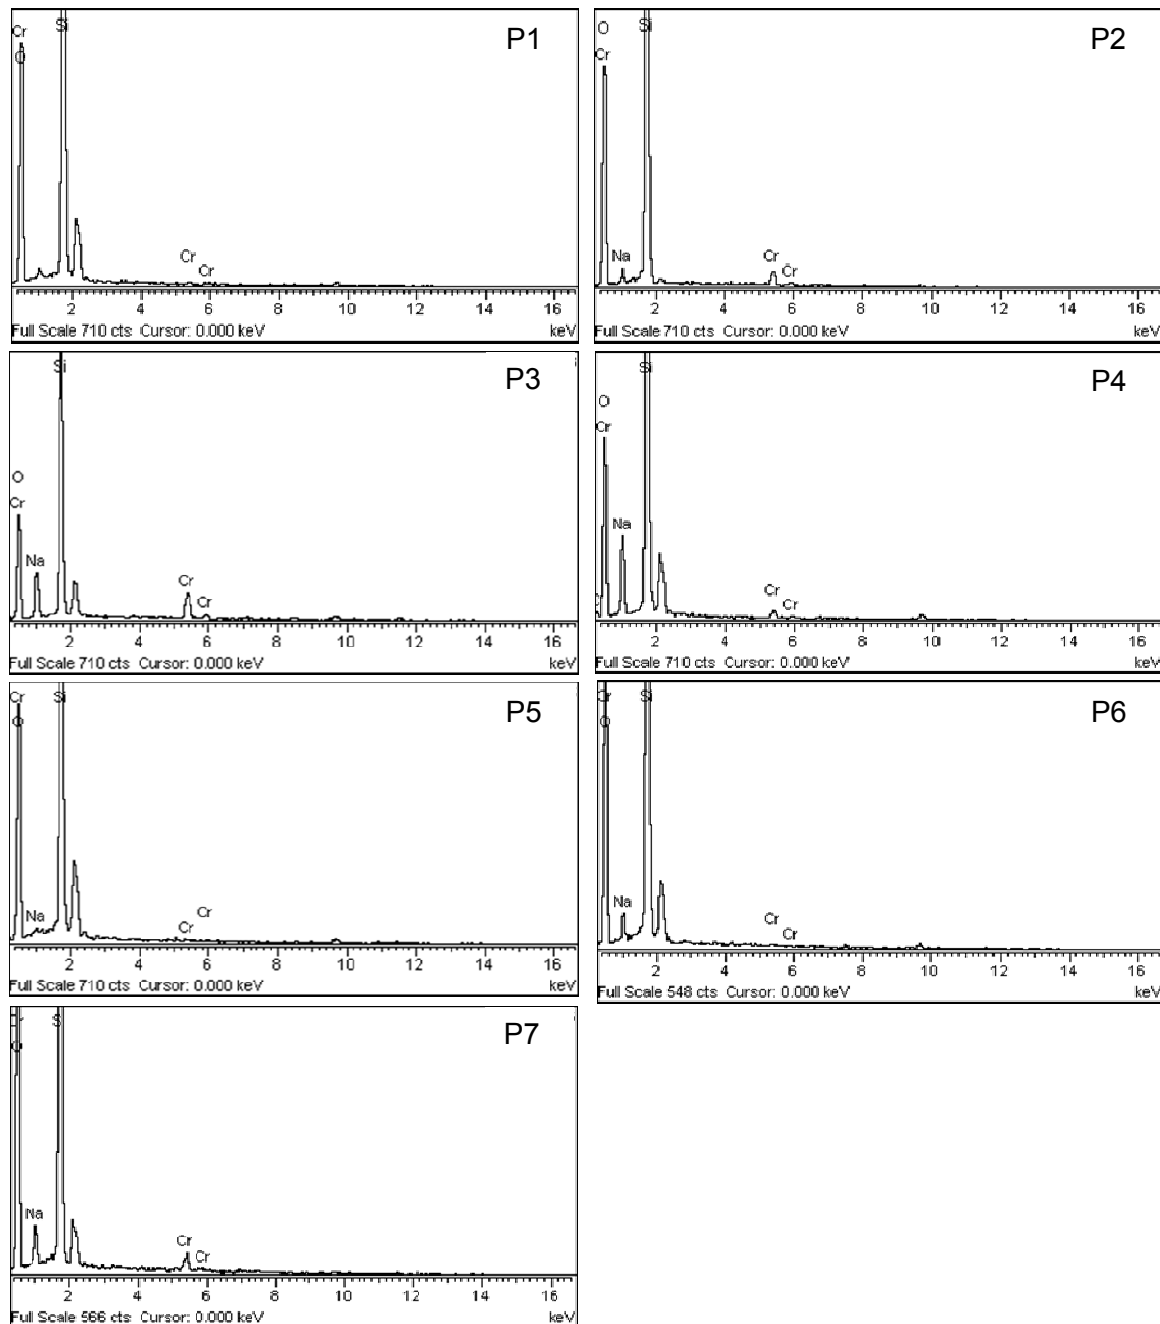 P1
Cr
O
Si
Cr
Cr
2 4 6 8 10 12 14 16
Full Scale 710 cts Cursor: 0.000 keV keV
P2
O
Cr
Si
Na
Cr
Cr
2 4 6 8 10 12 14 16
Full Scale 710 cts Cursor: 0.000 keV keV
P3
Si
O
Cr
Na
Cr
Cr
2 4 6 8 10 12 14 16
Full Scale 710 cts Cursor: 0.000 keV keV
P4
Si
O
Cr
Na
Cr
Cr
2 4 6 8 10 12 14 16
Full Scale 710 cts Cursor: 0.000 keV keV
P5
Cr
Si
O
Na
Cr
Cr
2 4 6 8 10 12 14 16
Full Scale 710 cts Cursor: 0.000 keV keV
P6
Cr
Si
O
Na
Cr
Cr
2 4 6 8 10 12 14 16
Full Scale 548 cts Cursor: 0.000 keV keV
P7
Na
Cr
Cr
2 4 6 8 10 12 14 16
Full Scale 566 cts Cursor: 0.000 keV keV